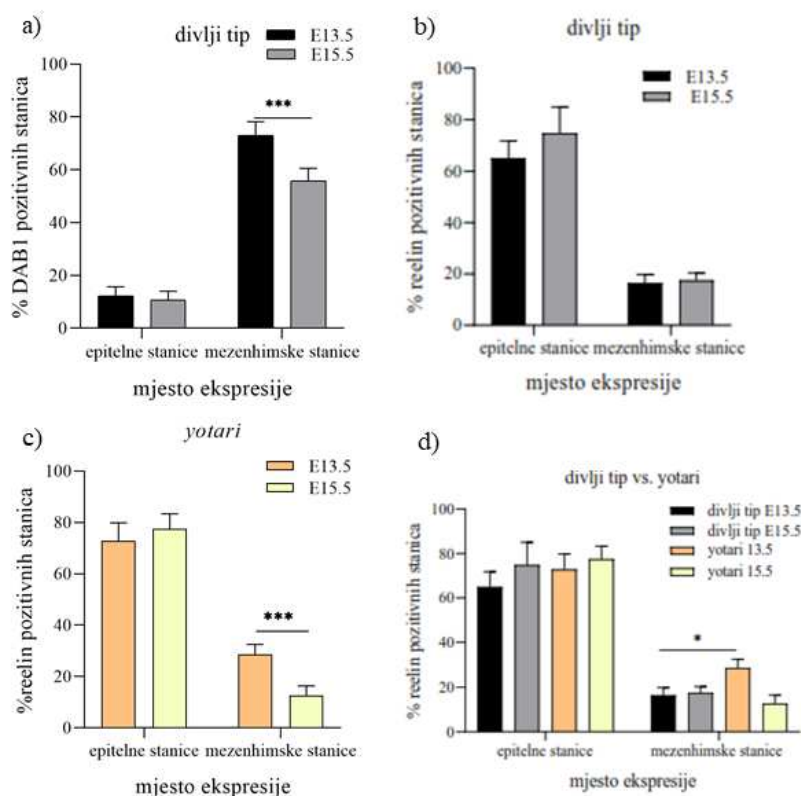 a)
divlji tip
E13.5
E15.5
% DAB1 pozitivnih stanica
100
80
60
40
20
0
***
epitelne stanice mezenhimske stanice
mjesto ekspresije
b)
divlji tip
E13.5
E15.5
% reelin pozitivnih stanica
100
80
60
40
20
0
epitelne stanice mezenhimske stanice
mjesto ekspresije
c)
yotari
E13.5
E15.5
%reelin pozitivnih stanica
100
80
60
40
20
0
***
epitelne stanice mezenhimske stanice
mjesto ekspresije
d)
divlji tip vs. yotari
divlji tip E13.5
divlji tip E15.5
yotari 13.5
yotari 15.5
% reelin pozitivnih stanica
100
80
60
40
20
0
*
epitelne stanice mezenhimske stanice
mjesto ekspresije